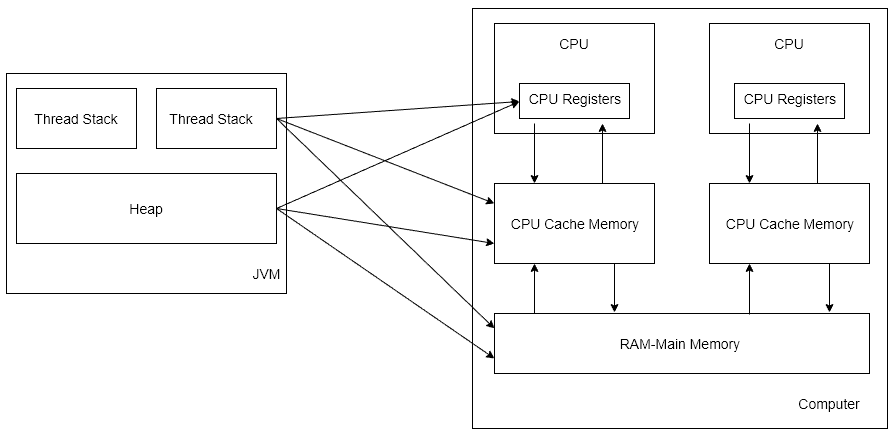 Thread Stack
Thread Stack
Heap
JVM
CPU
CPU Registers
CPU Cache Memory
CPU
CPU Registers
CPU Cache Memory
RAM-Main Memory
Computer